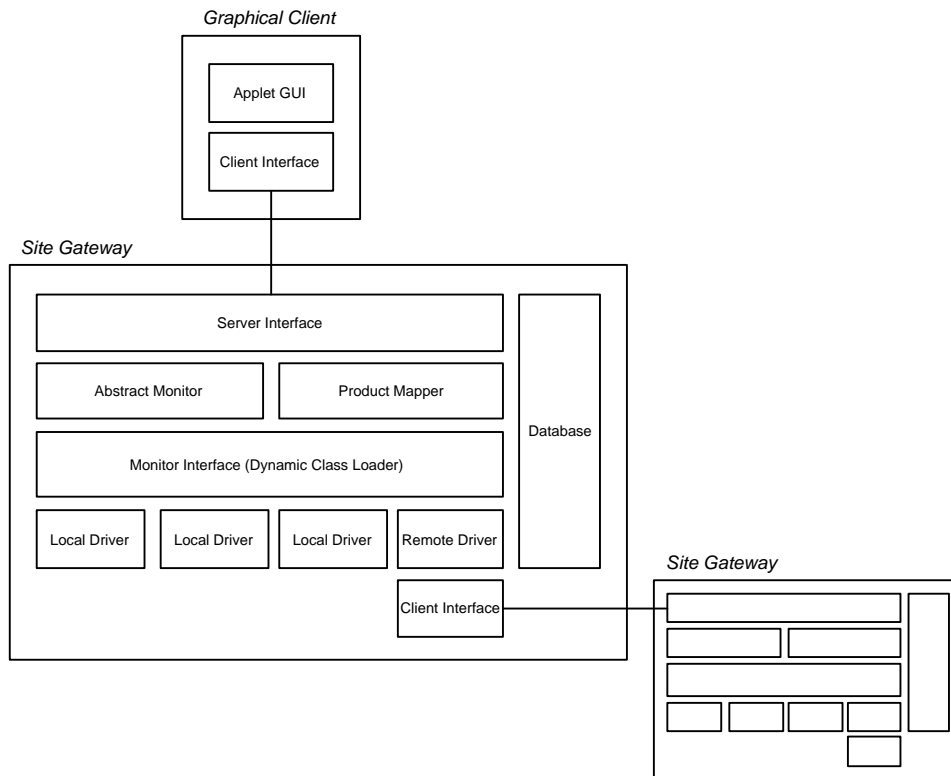 Graphical Client
Applet GUI
Client Interface
Site Gateway
Server Interface
Abstract Monitor
Product Mapper
Database
Monitor Interface (Dynamic Class Loader)
Local Driver
Local Driver
Local Driver
Remote Driver
Client Interface
Site Gateway